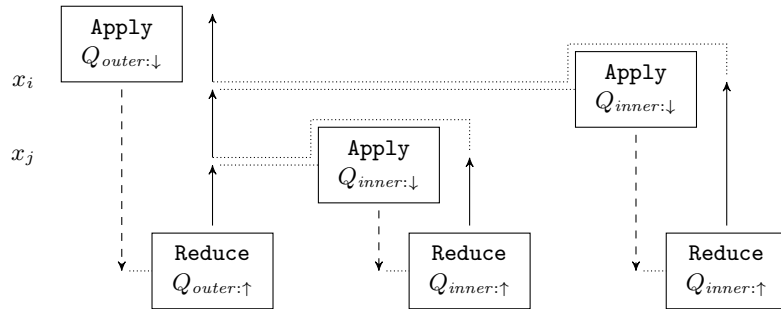 Apply
Q_{outer:↓}
x_i
Apply
Q_{inner:↓}
x_j
Apply
Q_{inner:↓}
Reduce
Q_{outer:↑}
Reduce
Q_{inner:↑}
Reduce
Q_{inner:↑}